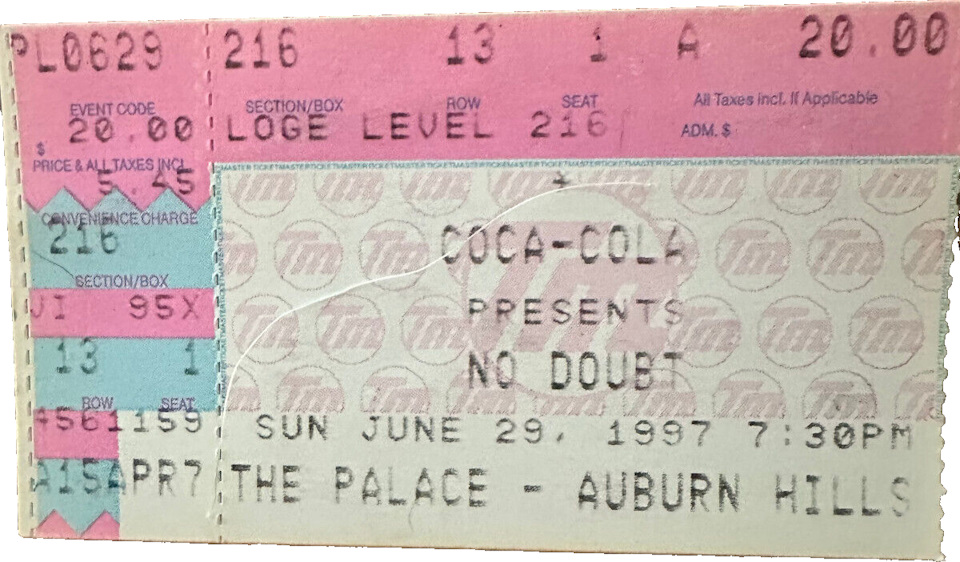 PL0629 216 13 1 A 20.00
EVENT CODE SECTION/BOX ROW SEAT All Taxes incl. If Applicable
$ 20.00 LOGE LEVEL 216 ADM. $
PRICE & ALL TAXES INCL.
5.45
CONVENIENCE CHARGE
216
SECTION/BOX
JI 95X
13 1
ROW SEAT
4561159
A15APR7
*
COCA-COLA
PRESENTS
NO DOUBT
SUN JUNE 29, 1997 7:30PM
THE PALACE - AUBURN HILLS